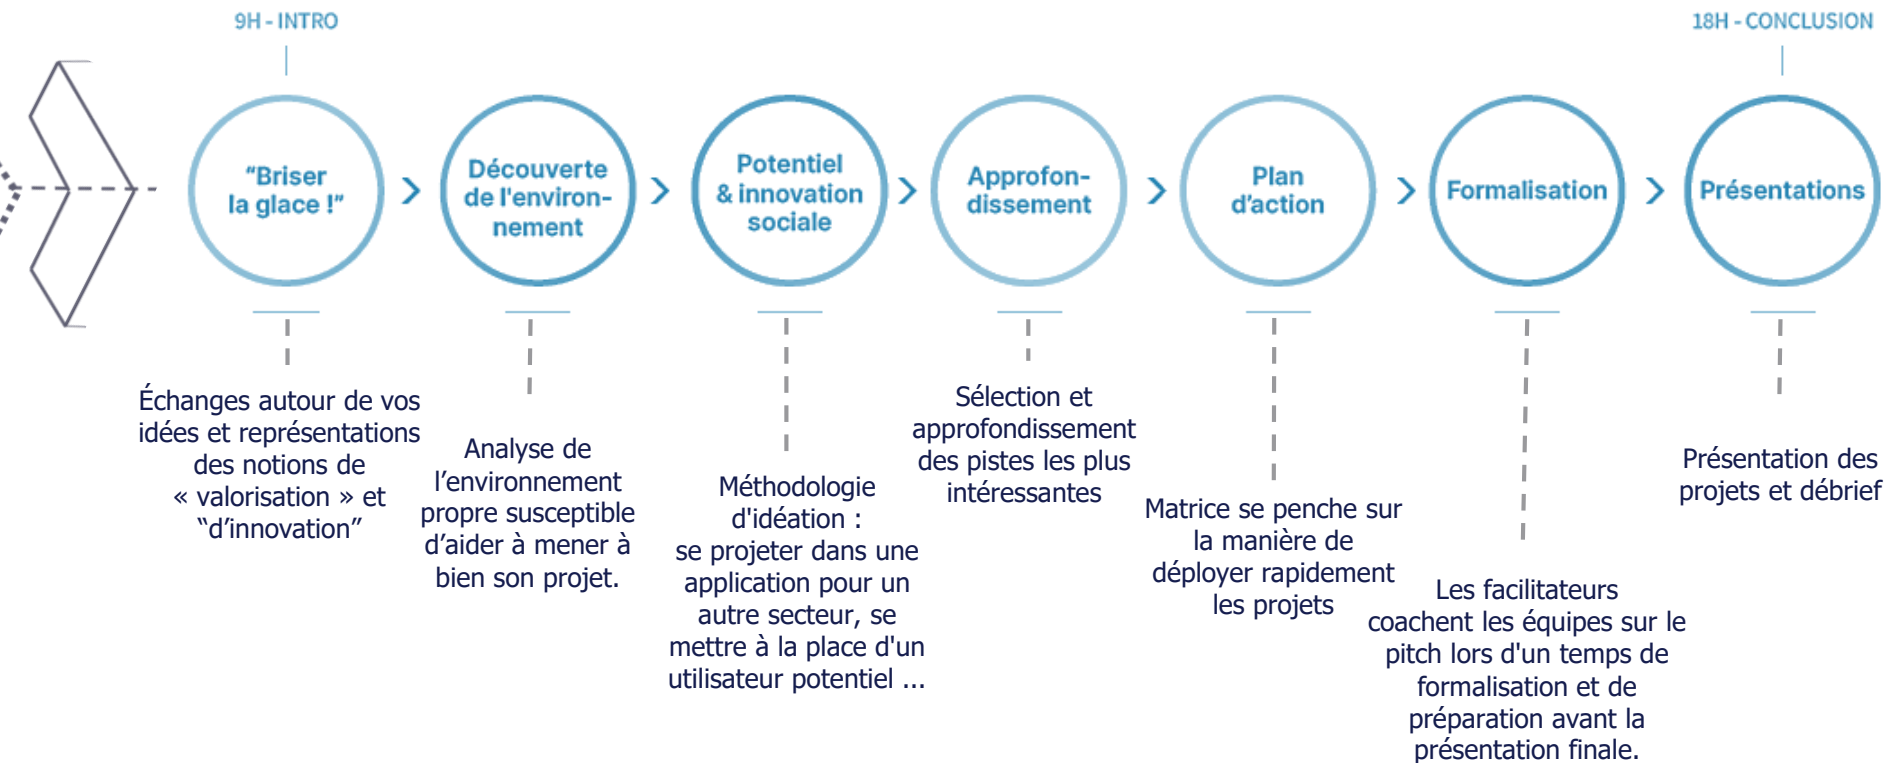 9H - INTRO
18H - CONCLUSION
“Briser
la glace !”
Découverte
de l'environ-
nement
Potentiel
& innovation
sociale
Approfon-
dissement
Plan
d’action
Formalisation
Présentations
Échanges autour de vos
idées et représentations
des notions de
« valorisation » et
“d’innovation”
Analyse de
l’environnement
propre susceptible
d’aider à mener à
bien son projet.
Méthodologie
d'idéation :
se projeter dans une
application pour un
autre secteur, se
mettre à la place d'un
utilisateur potentiel ...
Sélection et
approfondissement
des pistes les plus
intéressantes
Matrice se penche sur
la manière de
déployer rapidement
les projets
Les facilitateurs
coachent les équipes sur le
pitch lors d'un temps de
formalisation et de
préparation avant la
présentation finale.
Présentation des
projets et débrief